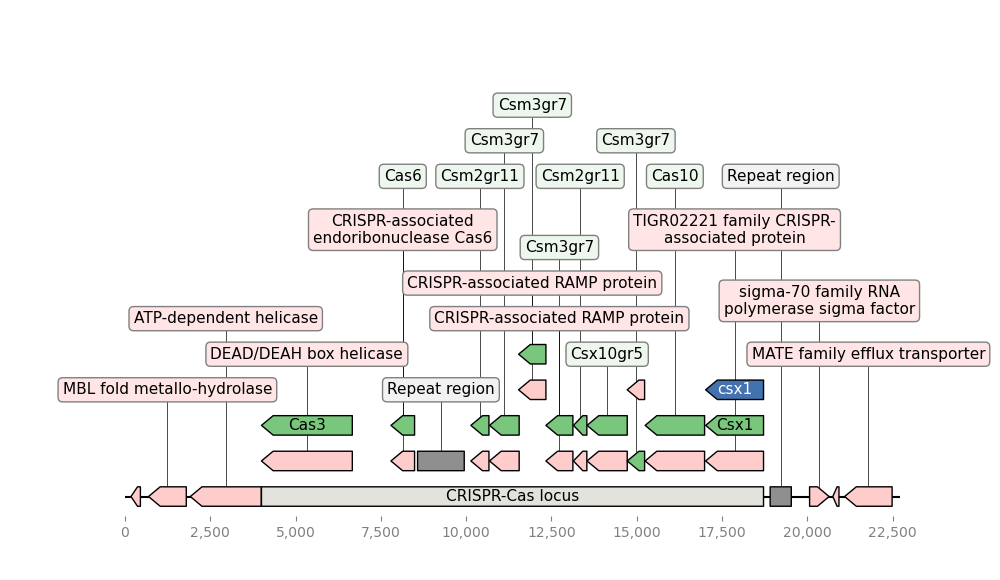 Csm3gr7
Csm3gr7
Csm3gr7
Cas6
Csm2gr11
Csm2gr11
Cas10
Repeat region
CRISPR-associated
endoribonuclease Cas6
TIGR02221 family CRISPR-
associated protein
Csm3gr7
CRISPR-associated RAMP protein
sigma-70 family RNA
polymerase sigma factor
ATP-dependent helicase
CRISPR-associated RAMP protein
DEAD/DEAH box helicase
Csx10gr5
MATE family efflux transporter
MBL fold metallo-hydrolase
Repeat region
csx1
Cas3
Csx1
CRISPR-Cas locus
0
2,500
5,000
7,500
10,000
12,500
15,000
17,500
20,000
22,500